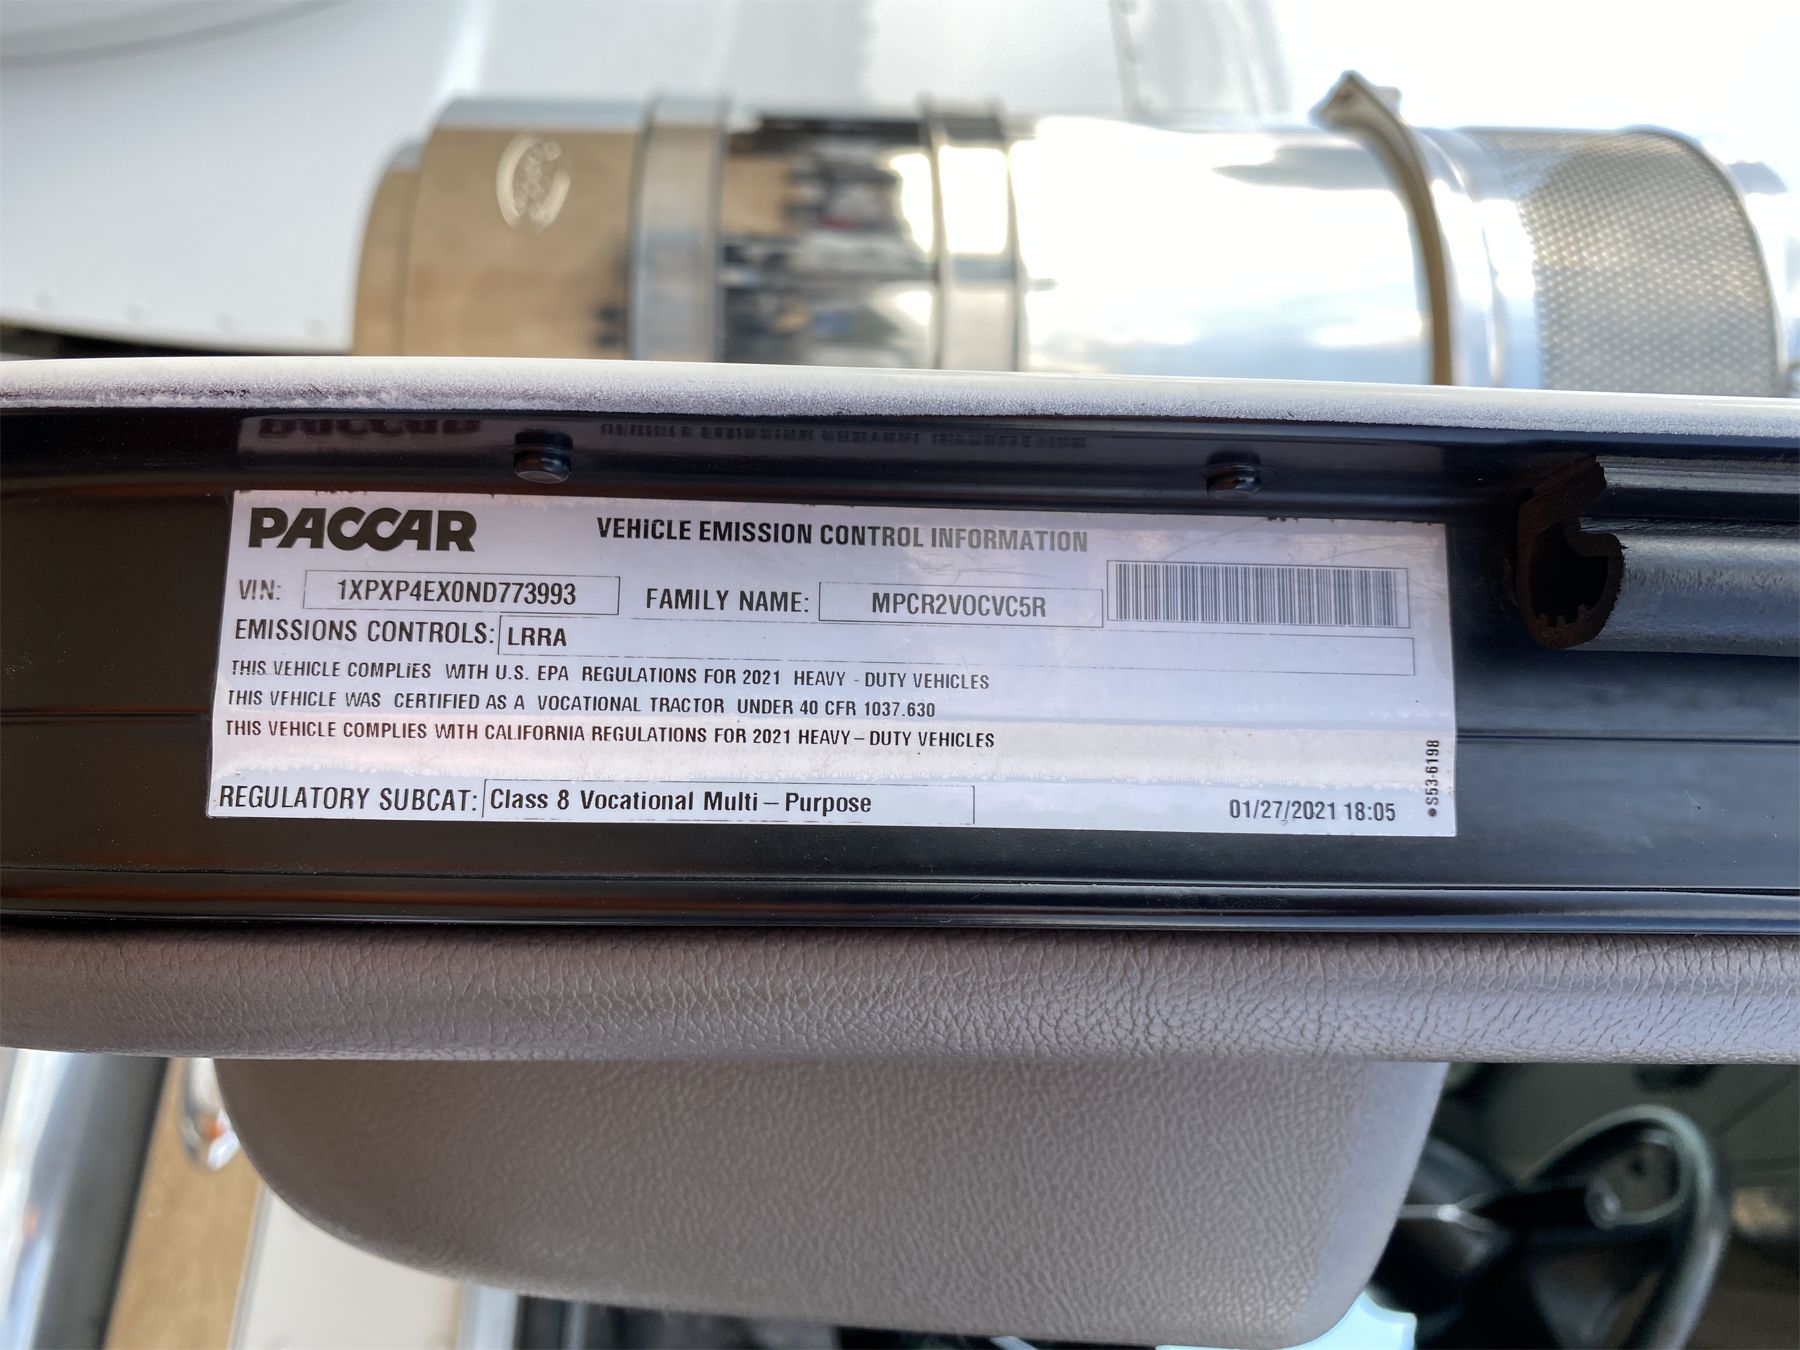 PACCAR VEHICLE EMISSION CONTROL INFORMATION
VIN: 1XPXP4EX0ND773993 FAMILY NAME: MPCR2VOCVC5R
EMISSIONS CONTROLS: LRRA
THIS VEHICLE COMPLIES WITH U.S. EPA REGULATIONS FOR 2021 HEAVY - DUTY VEHICLES
THIS VEHICLE WAS CERTIFIED AS A VOCATIONAL TRACTOR UNDER 40 CFR 1037.630
THIS VEHICLE COMPLIES WITH CALIFORNIA REGULATIONS FOR 2021 HEAVY – DUTY VEHICLES
REGULATORY SUBCAT: Class 8 Vocational Multi – Purpose 01/27/2021 18:05
•S53-6198